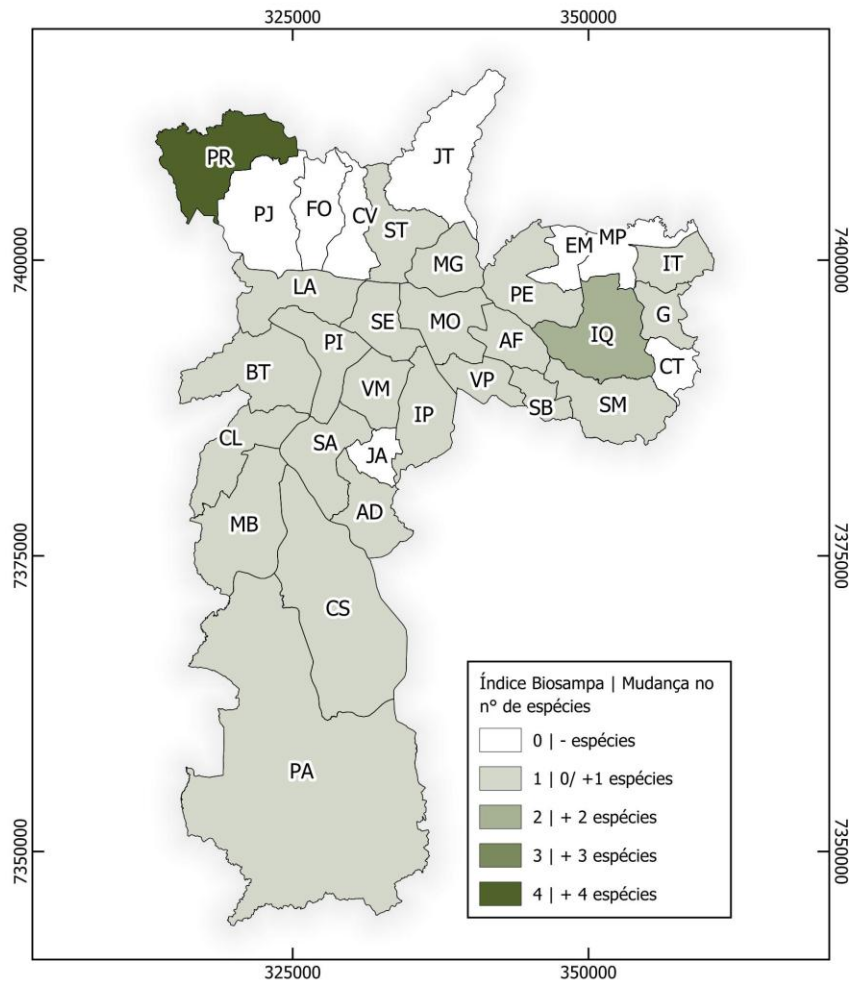 325000
350000
PR
JT
PJ
FO
CV
ST
EM
MP
7400000
7400000
MG
IT
LA
PE
SE
MO
G
PI
AF
IQ
BT
CT
VM
VP
SB
SM
IP
CL
SA
JA
AD
MB
7375000
7375000
CS
Índice Biosampa | Mudança no
n° de espécies
0 | - espécies
PA
1 | 0/ +1 espécies
2 | + 2 espécies
7350000
7350000
3 | + 3 espécies
4 | + 4 espécies
325000
350000